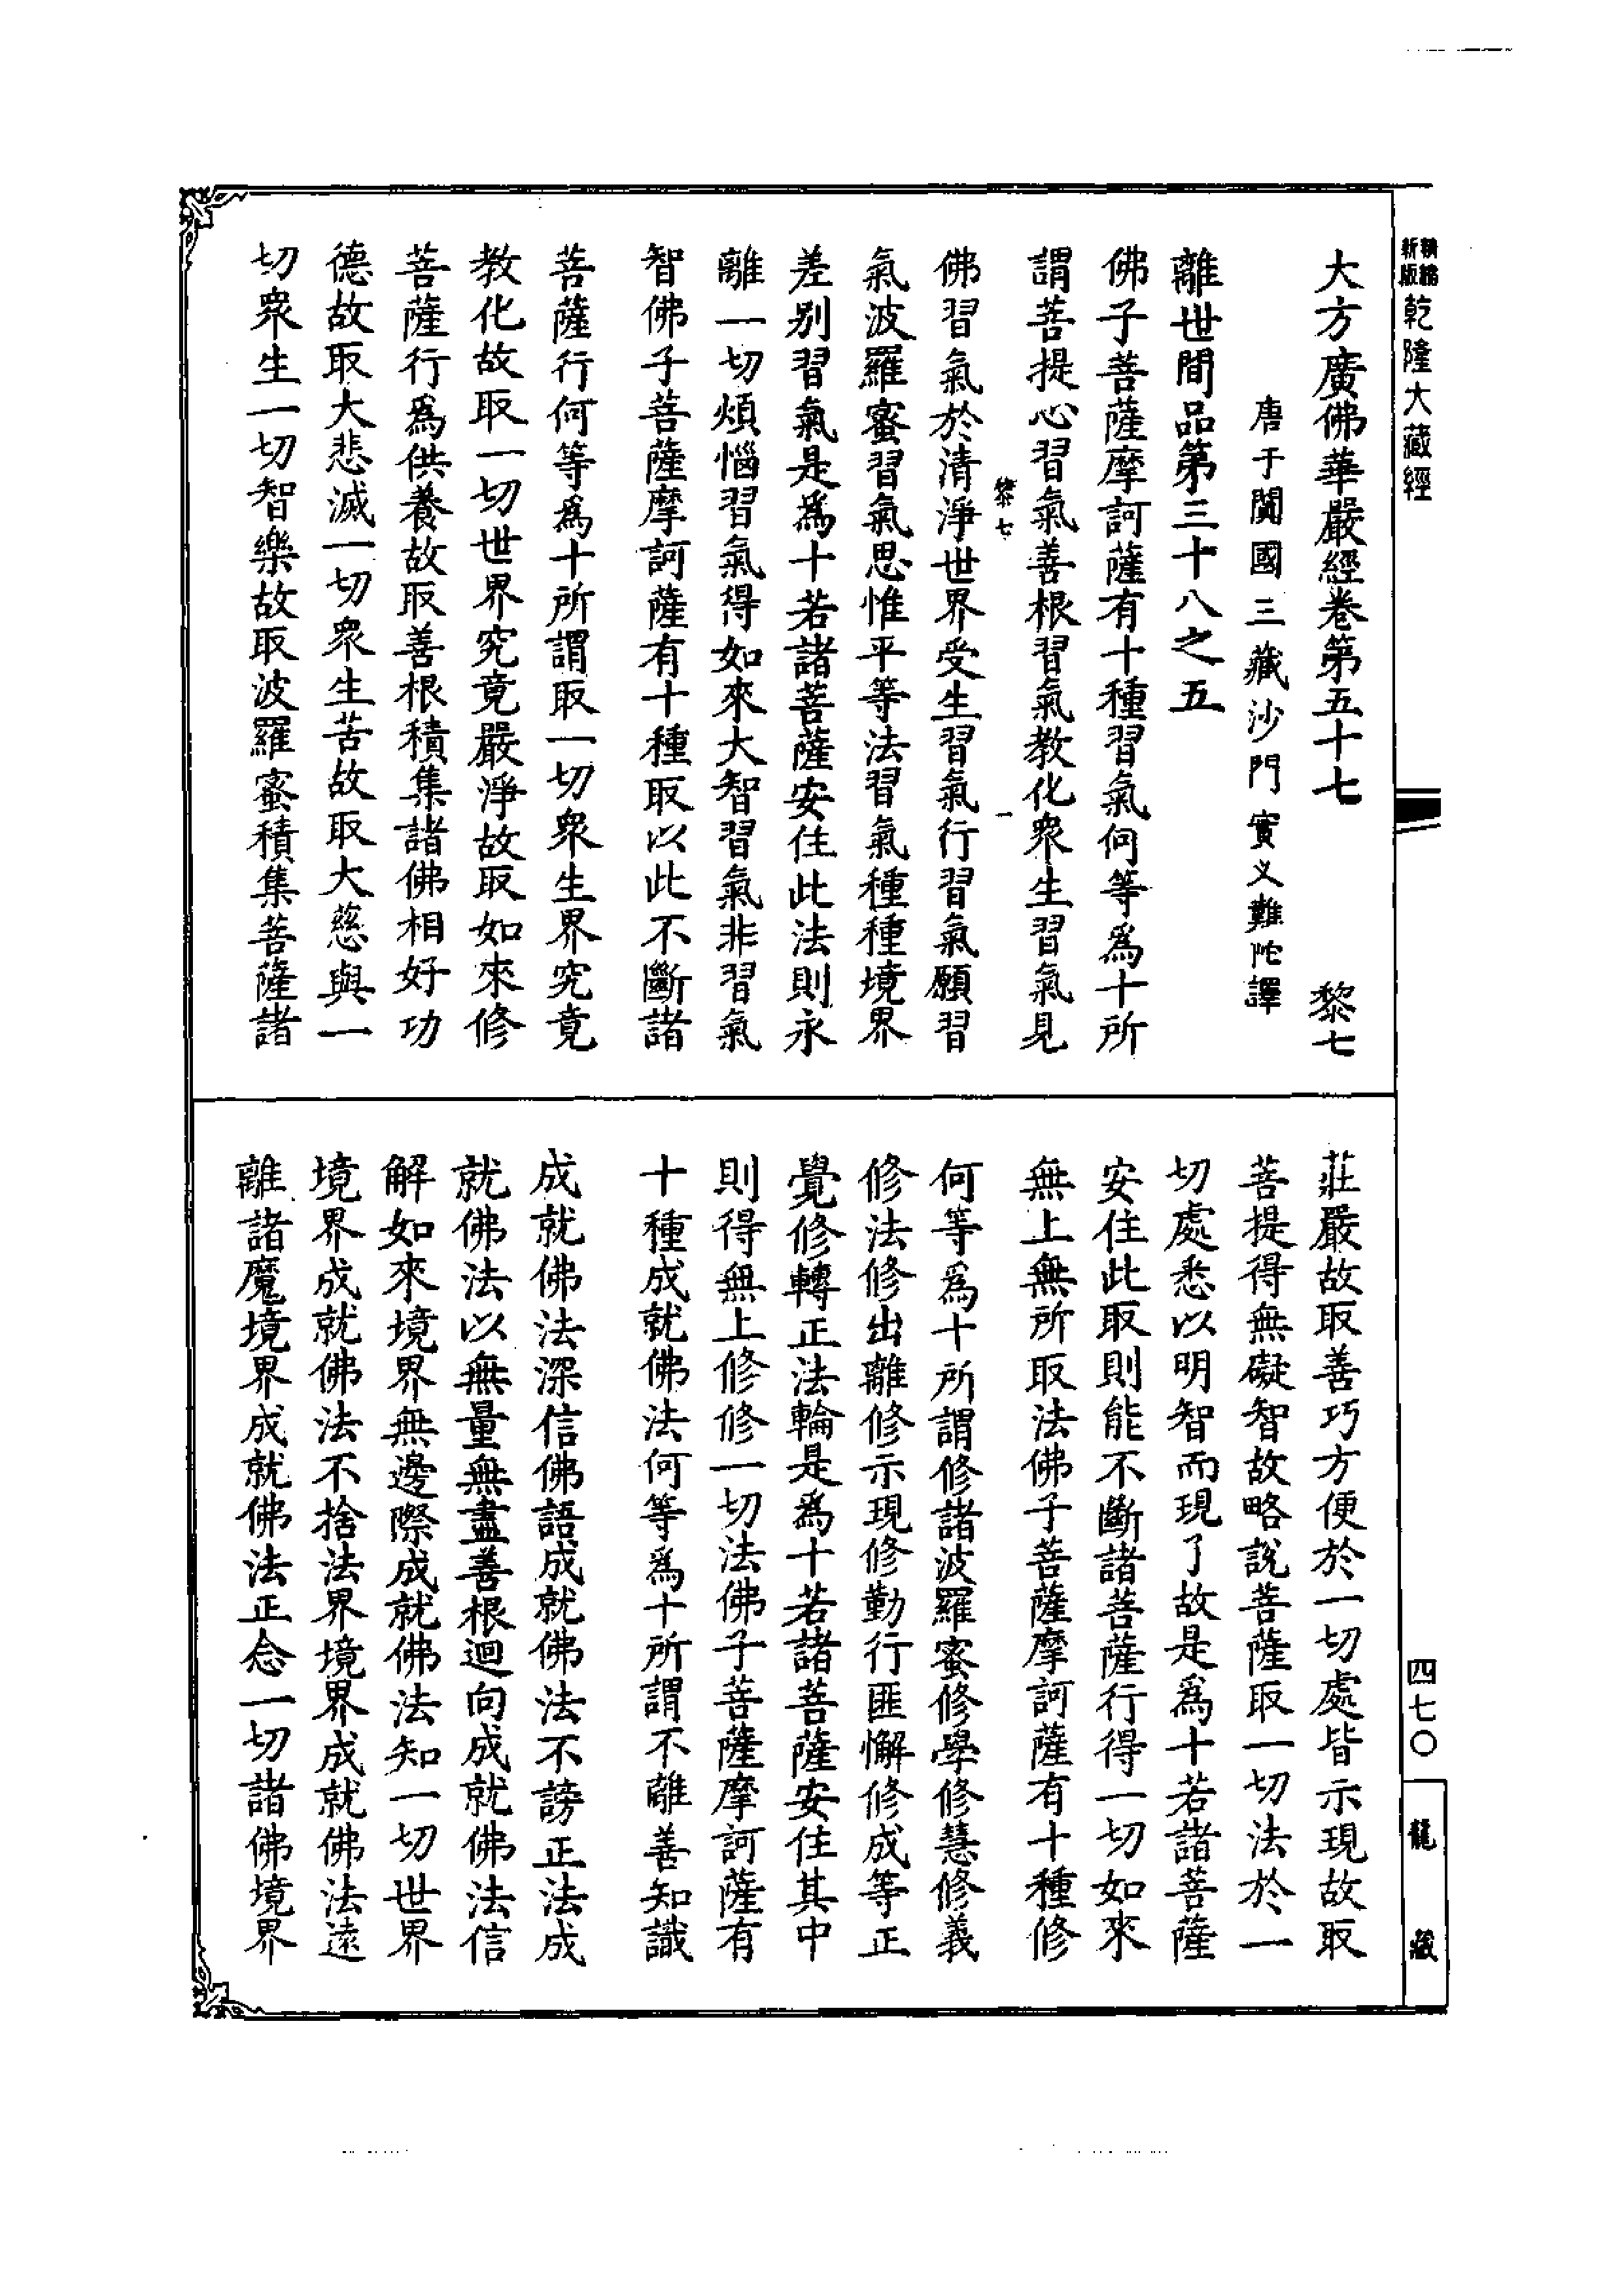 新版 精縮 乾隆大藏經
大方廣佛華嚴經卷第五十七 黎七
唐于闐國三藏沙門實叉難陀譯
離世間品第三十八之五
佛子菩薩摩訶薩有十種習氣何等爲十所
謂菩提心習氣善根習氣教化眾生習氣見
黎七 一
佛習氣於清淨世界受生習氣行習氣願習
氣波羅蜜習氣思惟平等法習氣種種境界
差别習氣是爲十若諸菩薩安住此法則永
離一切煩惱習氣得如來大智習氣非習氣
智佛子菩薩摩訶薩有十種取以此不斷諸
菩薩行何等爲十所謂取一切眾生界究竟
教化故取一切世界究竟嚴淨故取如來修
菩薩行爲供養故取善根積集諸佛相好功
德故取大悲滅一切眾生苦故取大慈與一
切眾生一切智樂故取波羅蜜積集菩薩諸
莊嚴故取善巧方便於一切處皆示現故取
菩提得無礙智故略說菩薩取一切法於一
切處悉以明智而現了故是爲十若諸菩薩
安住此取則能不斷諸菩薩行得一切如來
無上無所取法佛子菩薩摩訶薩有十種修
何等爲十所謂修諸波羅蜜修學修慧修義
修法修出離修示現修勤行匪懈修成等正
覺修轉正法輪是爲十若諸菩薩安住其中
則得無上修修一切法佛子菩薩摩訶薩有
十種成就佛法何等爲十所謂不離善知識
成就佛法深信佛語成就佛法不謗正法成
就佛法以無量無盡善根迴向成就佛法信
解如來境界無邊際成就佛法知一切世界
境界成就佛法不捨法界境界成就佛法遠
離諸魔境界成就佛法正念一切諸佛境界
四七〇
龍藏